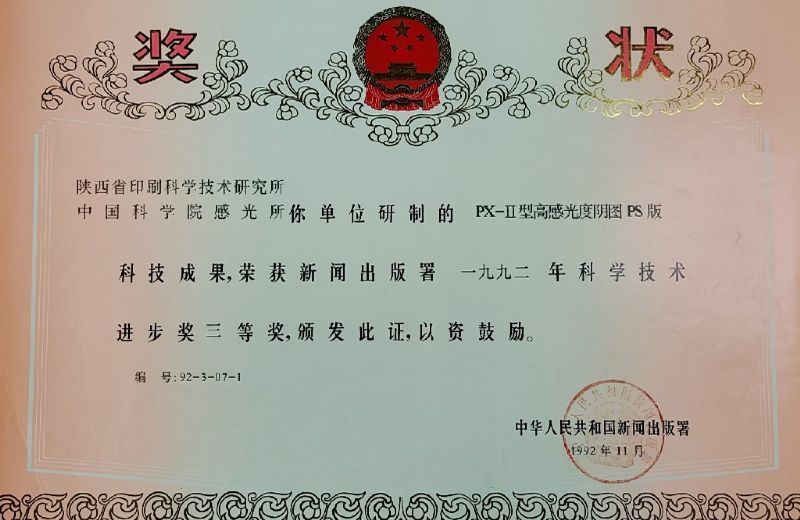 奖 状
陕西省印刷科学技术研究所
中国科学院感光所你单位研制的 PX-II型高感光度阴图PS版
科技成果,荣获新闻出版署 一九九二 年科学技术
进步奖三等奖,颁发此证,以资鼓励。
编 号:92-3-07-1
中华人民共和国新闻出版署
1992年11月